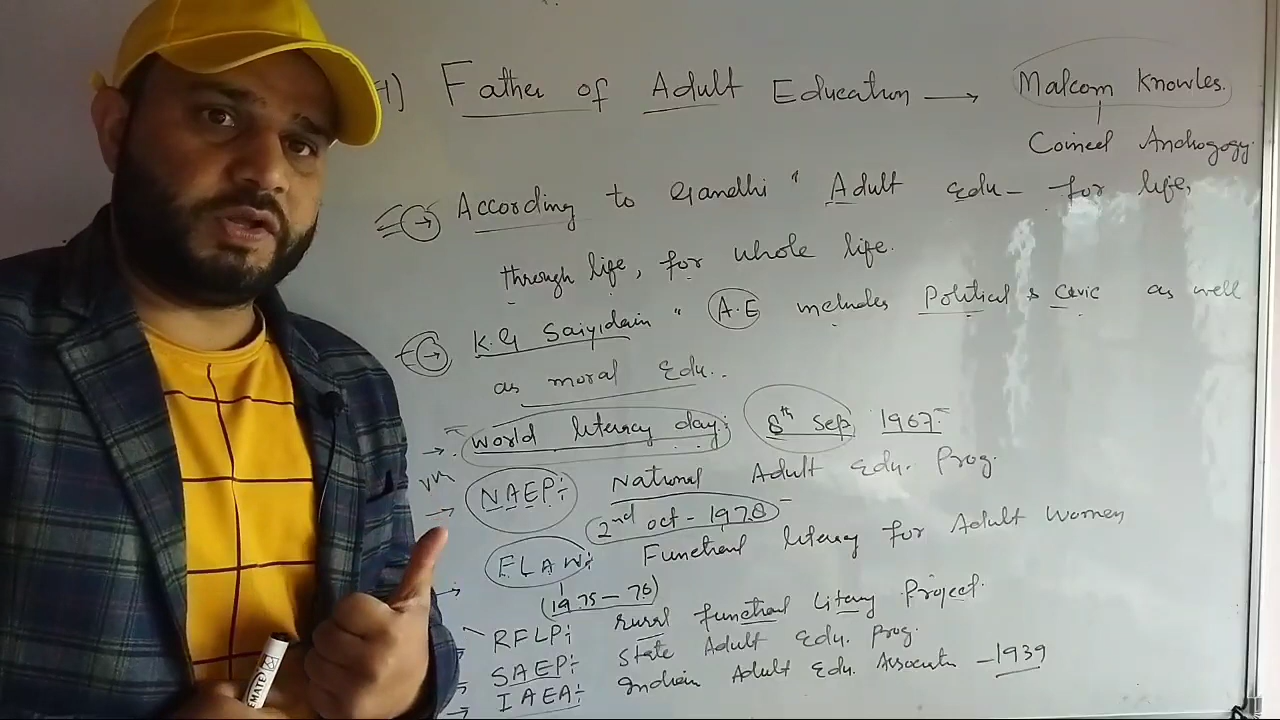 1) Father of Adult Education → Malcom Knowles.
Coined Andragogy.
→ According to Gandhi " Adult Edu- for life,
through life, for whole life.
→ K.G Saiyidain " A.E includes Political & Civic as well
as moral Edu..
→ World literacy day: 8th Sep 1967
→ NAEP:- National Adult Edu. Prog.
2nd oct - 1978
→ FLAW:- Functional literacy for Adult Women
(1975-76)
RFLP:- rural functional Literacy Project.
SAEP:- State Adult Edu. Prog.
→ IAEA:- Indian Adult Edu. Association - 1939